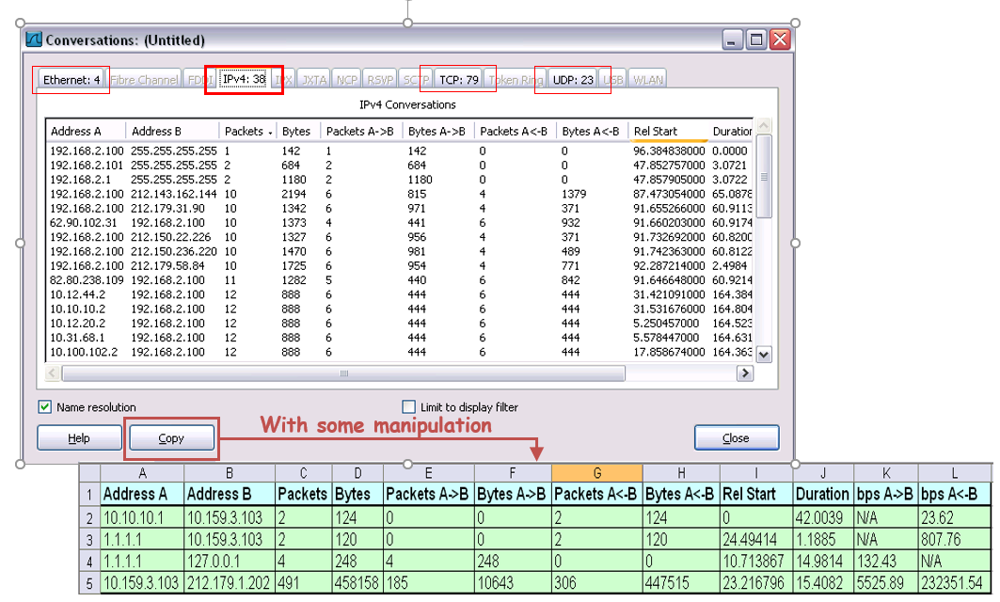 Conversations: (Untitled)
Ethernet: 4 Fibre Channel FDDI IPv4: 38 IPX JXTA NCP RSVP SCTP TCP: 79 Token Ring UDP: 23 USB WLAN
IPv4 Conversations
Address A Address B Packets Bytes Packets A->B Bytes A->B Packets A<-B Bytes A<-B Rel Start Duration
192.168.2.100 255.255.255.255 1 142 1 142 0 0 96.384838000 0.0000
192.168.2.101 255.255.255.255 2 684 2 684 0 0 47.852757000 3.0721
192.168.2.1 255.255.255.255 2 1180 2 1180 0 0 47.857905000 3.0722
192.168.2.100 212.143.162.144 10 2194 6 815 4 1379 87.473054000 65.0878
192.168.2.100 212.179.31.90 10 1342 6 971 4 371 91.655266000 60.9113
62.90.102.31 192.168.2.100 10 1373 4 441 6 932 91.660203000 60.9174
192.168.2.100 212.150.22.226 10 1327 6 956 4 371 91.732692000 60.8200
192.168.2.100 212.150.236.220 10 1470 6 981 4 489 91.742363000 60.8122
192.168.2.100 212.179.58.84 10 1725 6 954 4 771 92.287214000 2.4984
82.80.238.109 192.168.2.100 11 1282 5 440 6 842 91.646648000 60.9214
10.12.44.2 192.168.2.100 12 888 6 444 6 444 31.421091000 164.384
10.10.10.2 192.168.2.100 12 888 6 444 6 444 31.531676000 164.804
10.12.20.2 192.168.2.100 12 888 6 444 6 444 5.250457000 164.523
10.31.68.1 192.168.2.100 12 888 6 444 6 444 5.578447000 164.631
10.100.102.2 192.168.2.100 12 888 6 444 6 444 17.858674000 164.363
Name resolution Limit to display filter
Help Copy With some manipulation Close
A B C D E F G H I J K L
1 Address A Address B Packets Bytes Packets A->B Bytes A->B Packets A<-B Bytes A<-B Rel Start Duration bps A->B bps A<-B
2 10.10.10.1 10.159.3.103 2 124 0 0 2 124 0 42.0039 N/A 23.62
3 1.1.1.1 10.159.3.103 2 120 0 0 2 120 24.49414 1.1885 N/A 807.76
4 1.1.1.1 127.0.0.1 4 248 4 248 0 0 10.713867 14.9814 132.43 N/A
5 10.159.3.103 212.179.1.202 491 458158 185 10643 306 447515 23.216796 15.4082 5525.89 232351.54